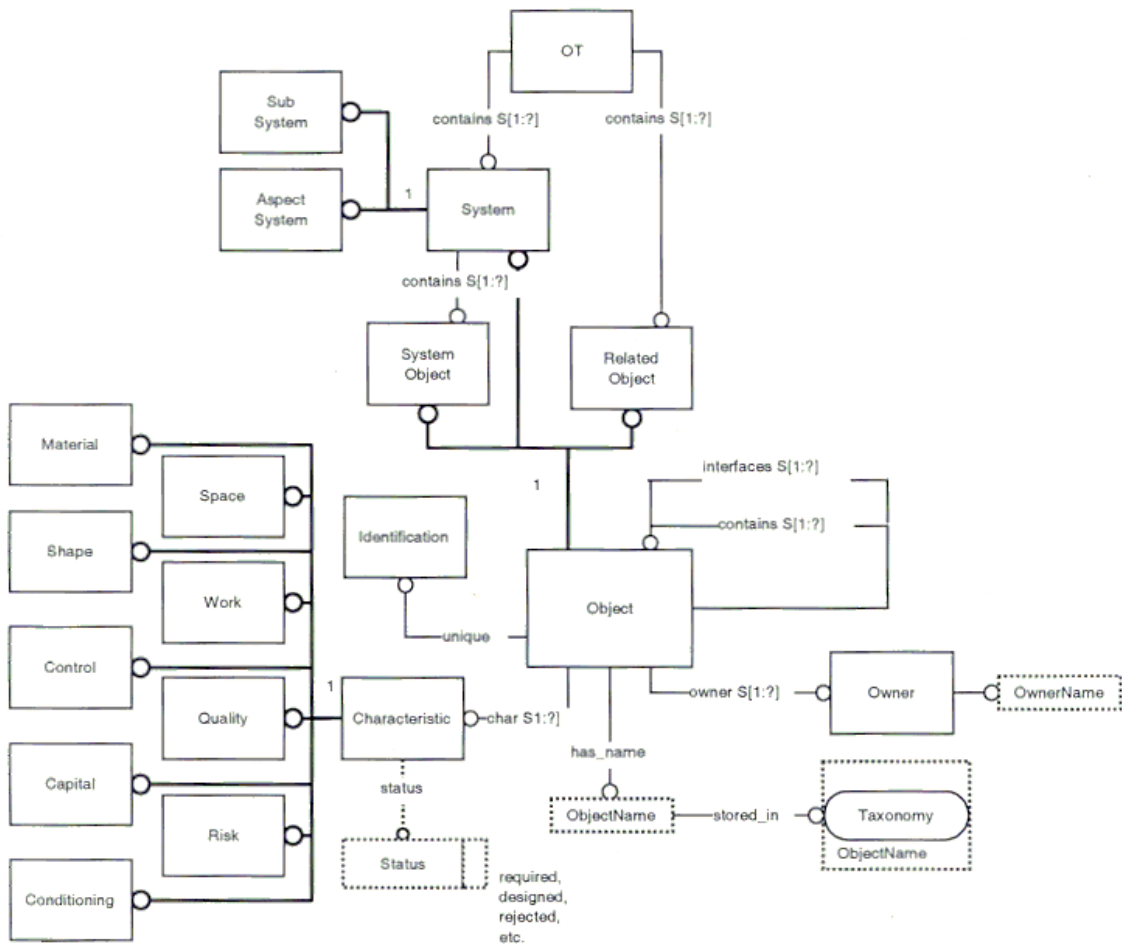 OT
Sub
System
contains S[1:?]
contains S[1:?]
Aspect
System
1
System
contains S[1:?]
System
Object
Related
Object
Material
interfaces S[1:?]
Space
1
contains S[1:?]
Identification
Shape
Work
Object
unique
Control
1
owner S[1:?]
Owner
OwnerName
Quality
Characteristic
char S1:?]
has_name
Capital
status
ObjectName
stored_in
Taxonomy
Risk
ObjectName
Status
required,
designed,
rejected,
etc.
Conditioning